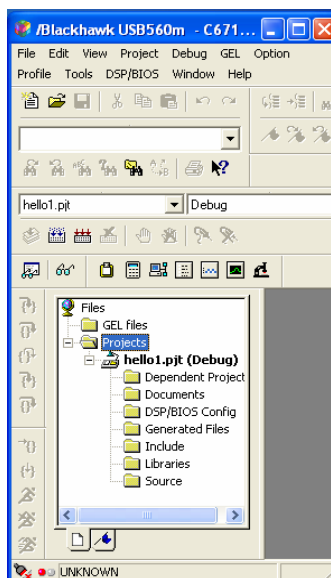 /Blackhawk USB560m - C671...
File Edit View Project Debug GEL Option
Profile Tools DSP/BIOS Window Help
hello1.pjt Debug
Files
GEL files
Projects
hello1.pjt (Debug)
Dependent Project
Documents
DSP/BIOS Config
Generated Files
Include
Libraries
Source
UNKNOWN